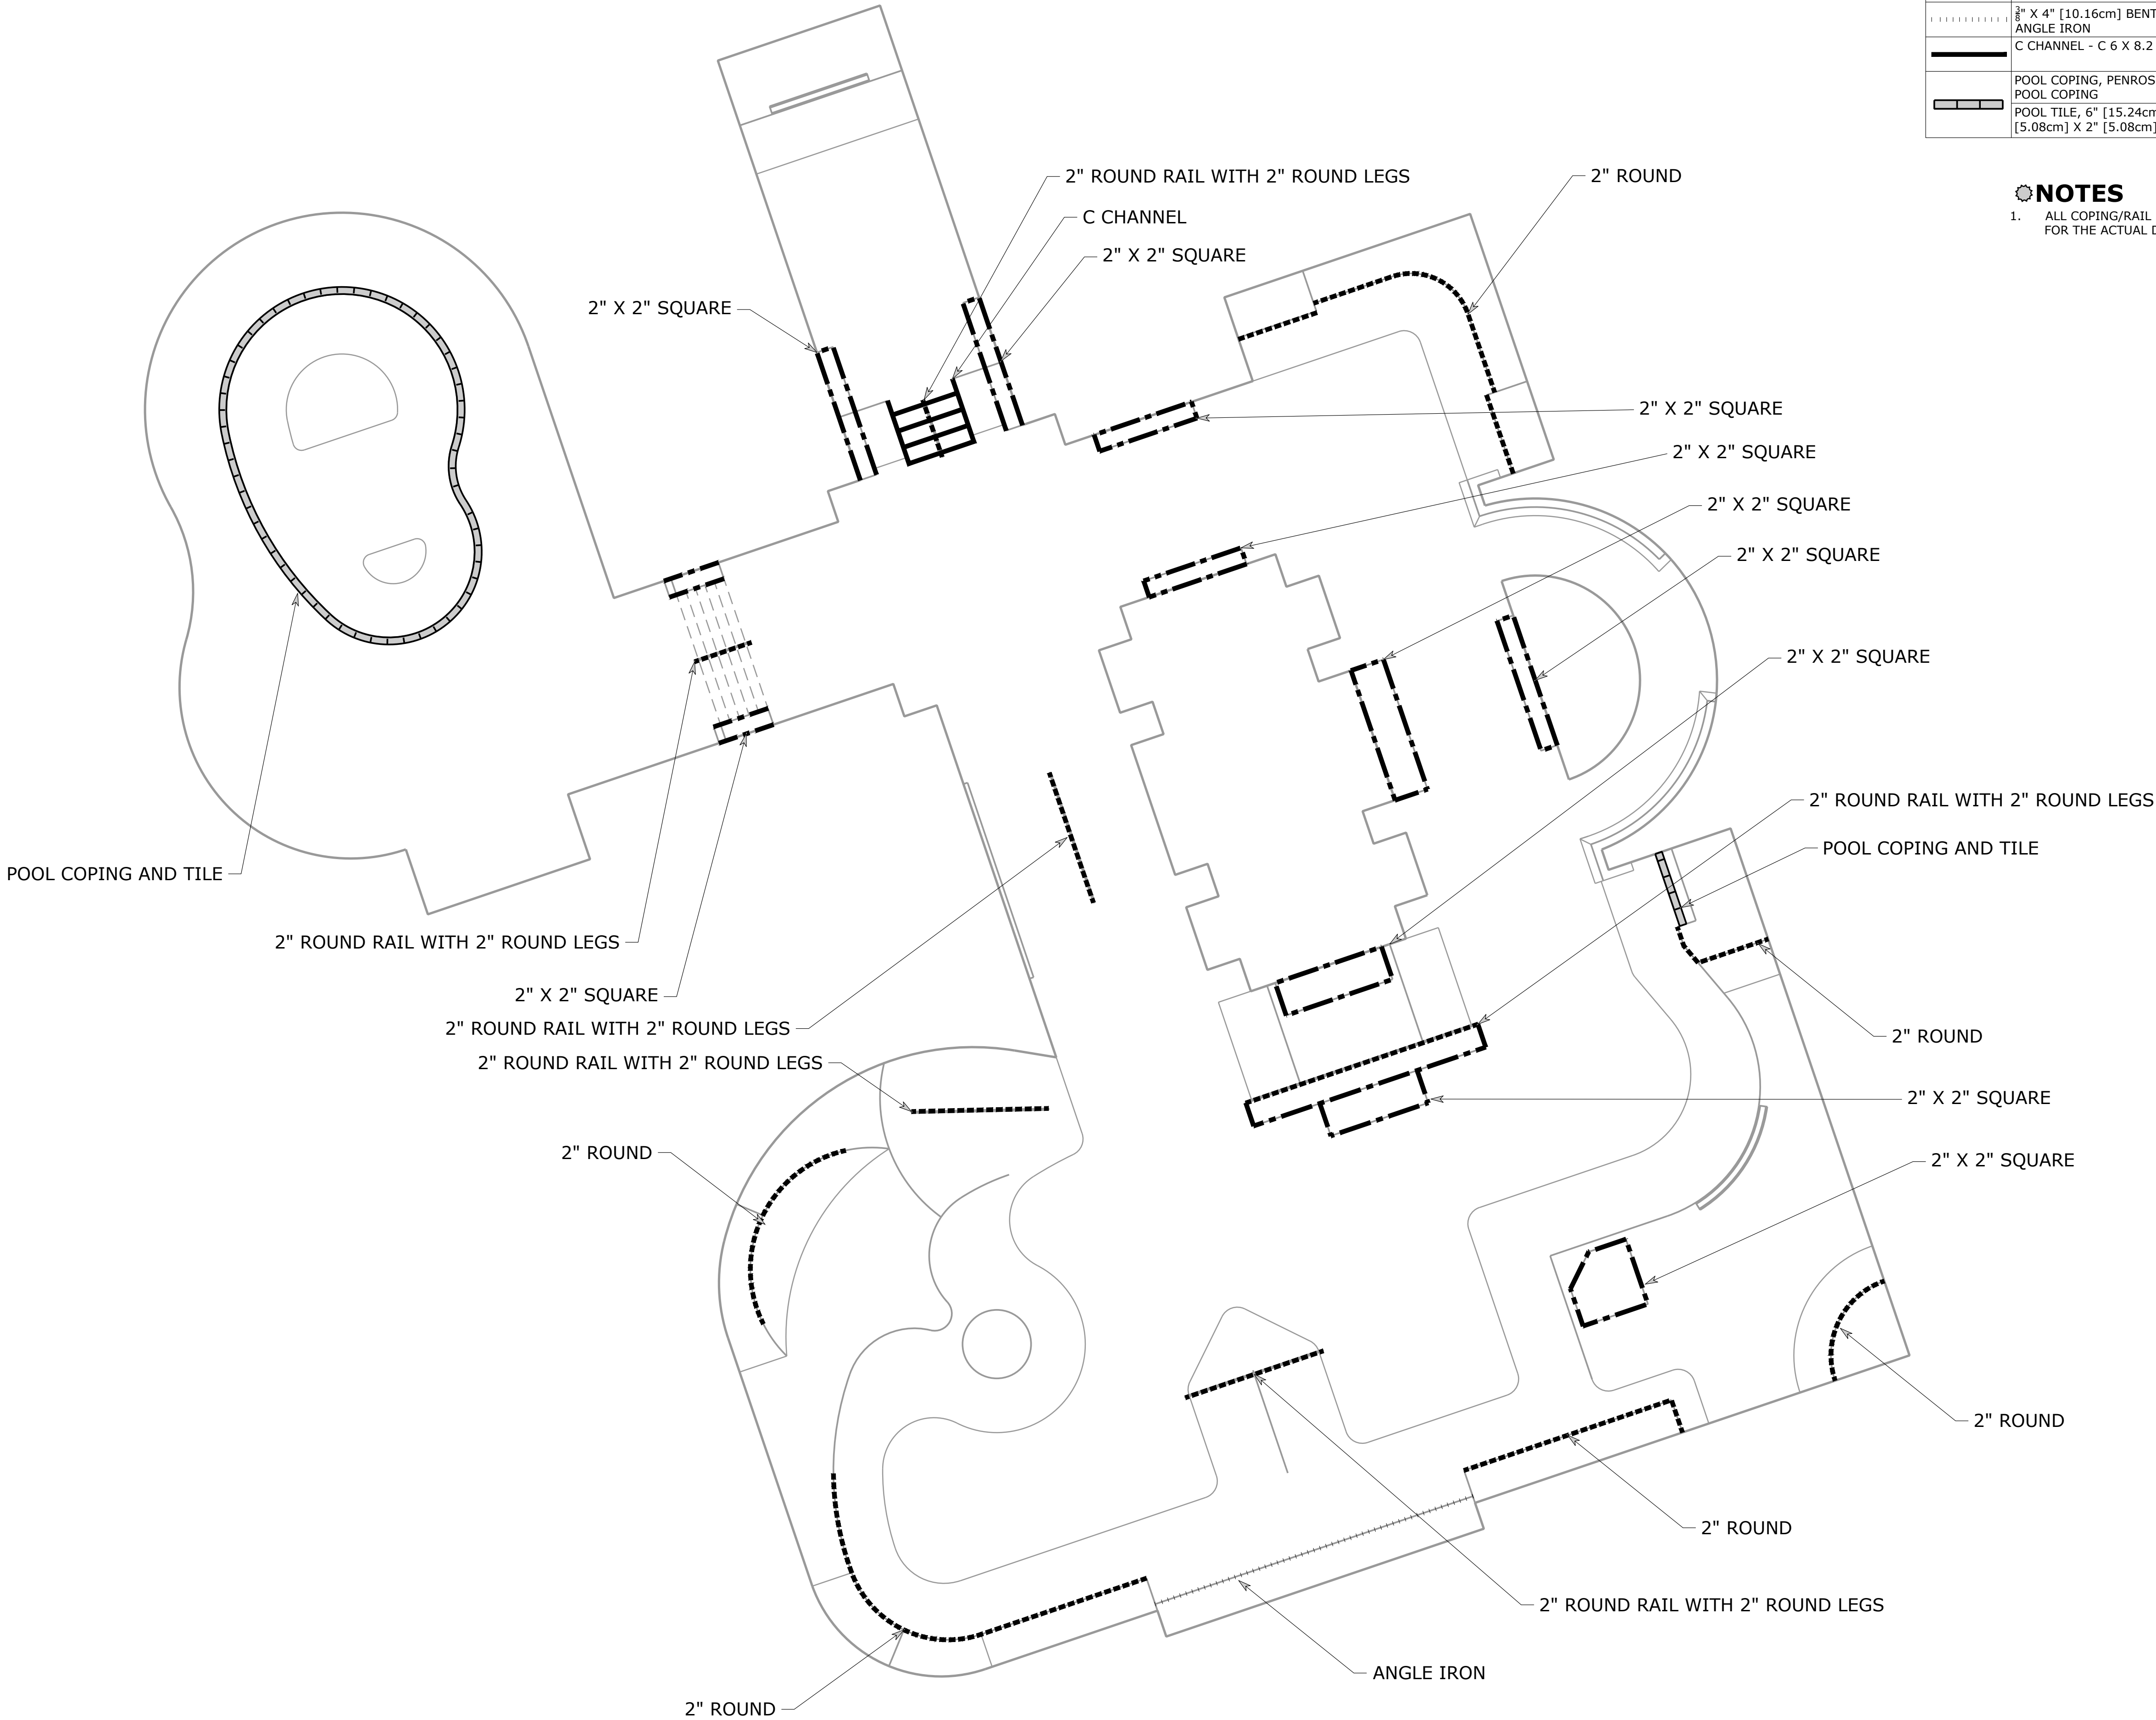 ⅜" X 4" [10.16cm] BENT
ANGLE IRON
C CHANNEL - C 6 X 8.2
POOL COPING, PENROS
POOL COPING
POOL TILE, 6" [15.24cm
[5.08cm] X 2" [5.08cm]
NOTES
1. ALL COPING/RAIL
FOR THE ACTUAL D
2" ROUND RAIL WITH 2" ROUND LEGS
2" ROUND
C CHANNEL
2" X 2" SQUARE
2" X 2" SQUARE
2" X 2" SQUARE
2" X 2" SQUARE
2" X 2" SQUARE
2" X 2" SQUARE
2" X 2" SQUARE
2" ROUND RAIL WITH 2" ROUND LEGS
POOL COPING AND TILE
POOL COPING AND TILE
2" ROUND RAIL WITH 2" ROUND LEGS
2" X 2" SQUARE
2" ROUND RAIL WITH 2" ROUND LEGS
2" ROUND
2" ROUND RAIL WITH 2" ROUND LEGS
2" X 2" SQUARE
2" ROUND
2" X 2" SQUARE
2" ROUND
2" ROUND
2" ROUND RAIL WITH 2" ROUND LEGS
ANGLE IRON
2" ROUND